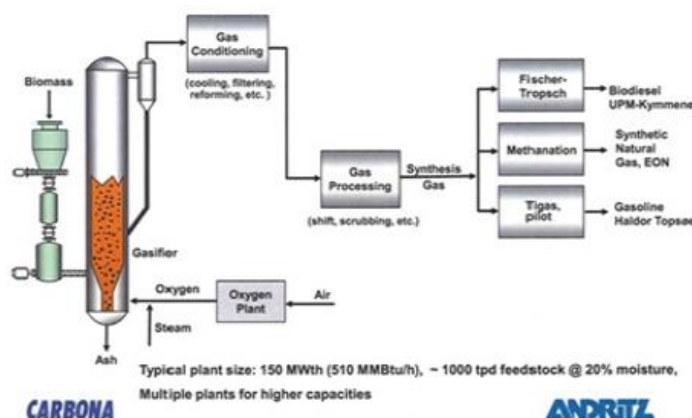 Gas
Conditioning
(cooling, filtering,
reforming, etc. )
Biomass
Fischer-
Tropsch
Biodiesel
UPM-Kymmene
Methanation
Synthetic
Natural
Gas, EON
Gas
Processing
(shift, scrubbing, etc.)
Synthesis
Gas
Tigas,
pilot
Gasoline
Haldor Topsøe
Gasifier
Oxygen
Oxygen
Plant
Air
Steam
Ash
Typical plant size: 150 MWth (510 MMBtu/h), ~ 1000 tpd feedstock @ 20% moisture,
Multiple plants for higher capacities
CARBONA
ANDRITZ